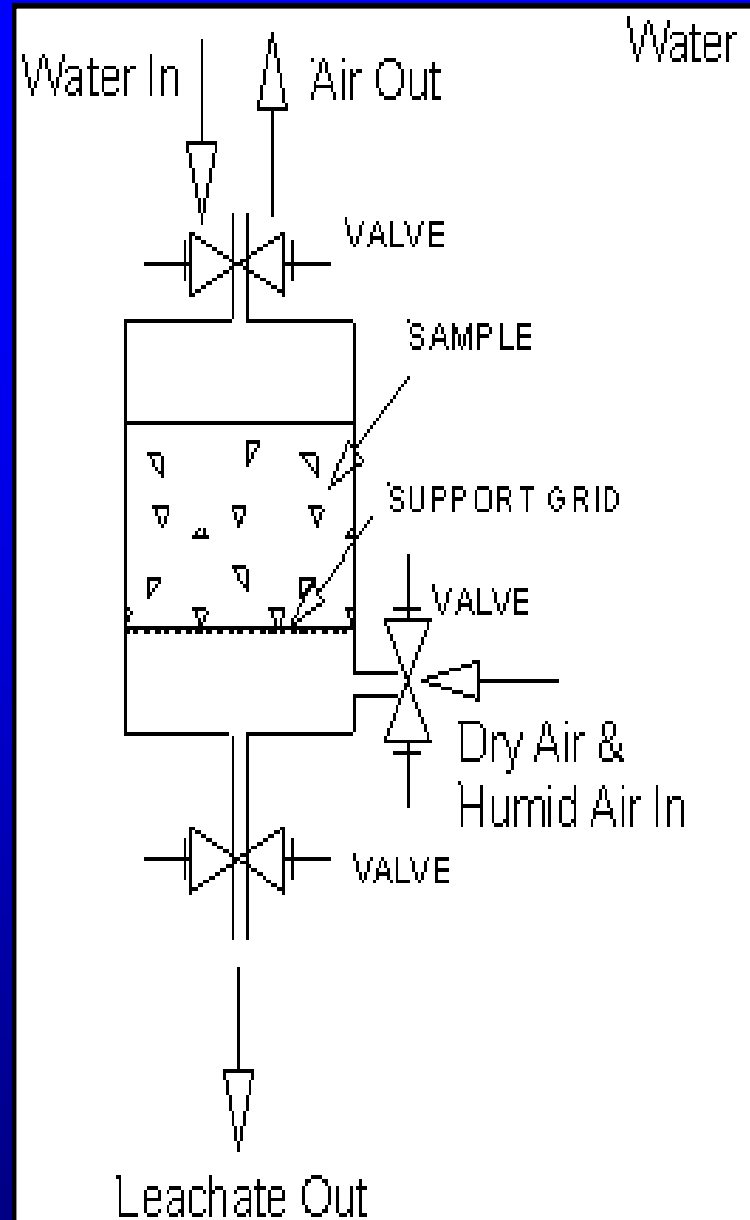 Water
Water In
Air Out
VALVE
SAMPLE
SUPPORT GRID
VALVE
Dry Air &
Humid Air In
VALVE
Leachate Out